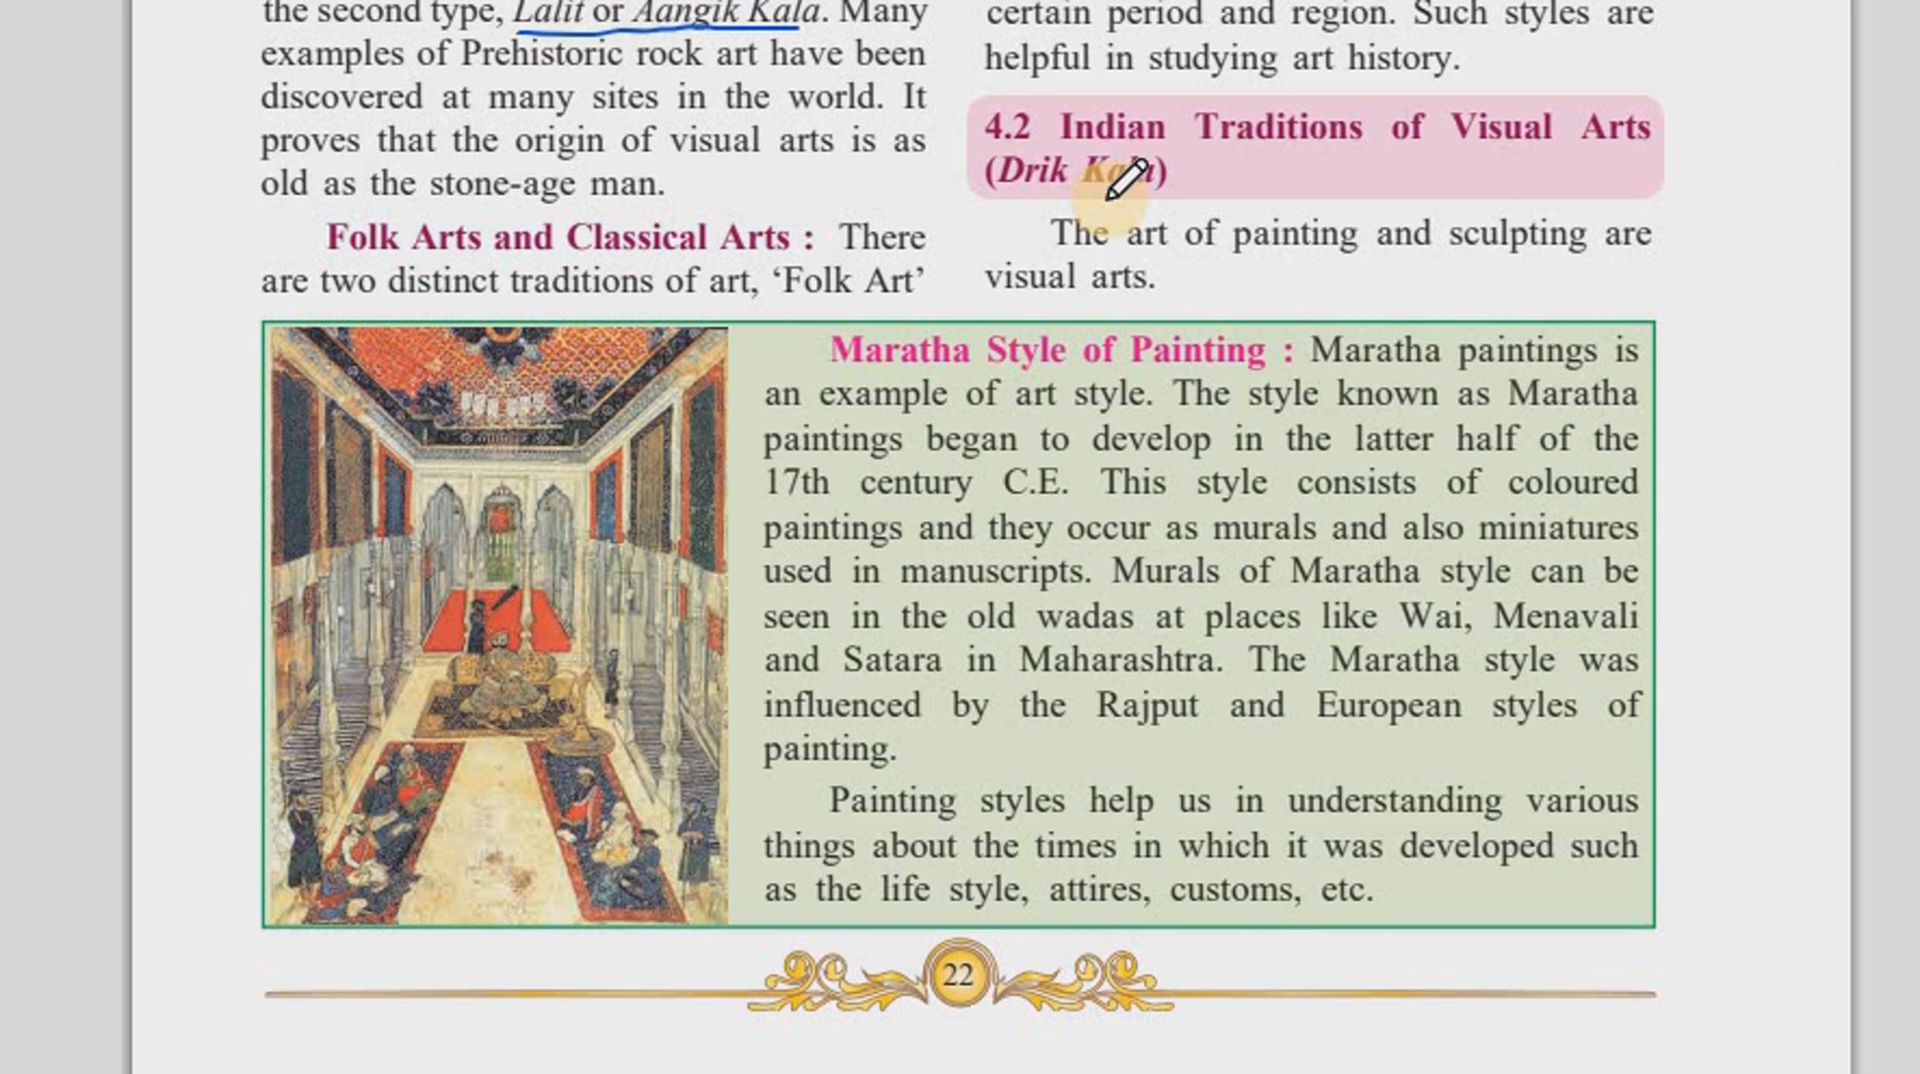 the second type, Lalit or Aangik Kala. Many
examples of Prehistoric rock art have been
discovered at many sites in the world. It
proves that the origin of visual arts is as
old as the stone-age man.
Folk Arts and Classical Arts : There
are two distinct traditions of art, ‘Folk Art’
certain period and region. Such styles are
helpful in studying art history.
4.2 Indian Traditions of Visual Arts
(Drik Kala)
The art of painting and sculpting are
visual arts.
Maratha Style of Painting : Maratha paintings is
an example of art style. The style known as Maratha
paintings began to develop in the latter half of the
17th century C.E. This style consists of coloured
paintings and they occur as murals and also miniatures
used in manuscripts. Murals of Maratha style can be
seen in the old wadas at places like Wai, Menavali
and Satara in Maharashtra. The Maratha style was
influenced by the Rajput and European styles of
painting.
Painting styles help us in understanding various
things about the times in which it was developed such
as the life style, attires, customs, etc.
22